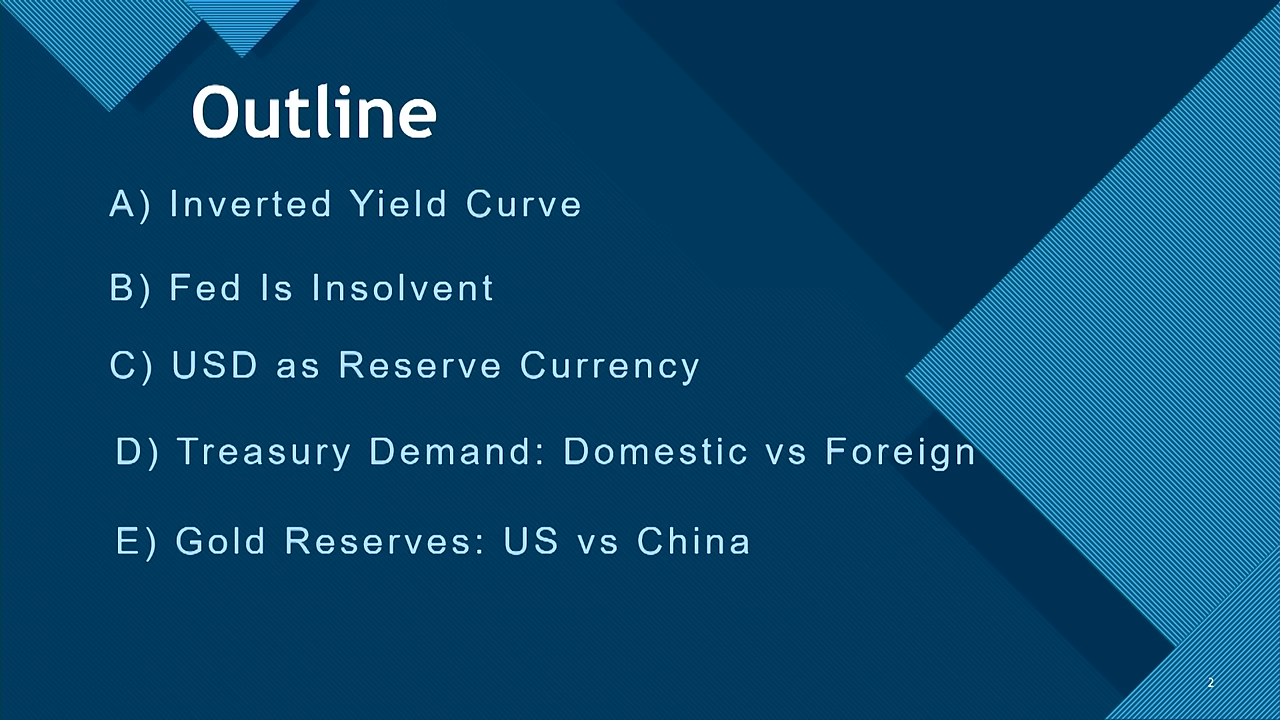 Outline
A) Inverted Yield Curve
B) Fed Is Insolvent
C) USD as Reserve Currency
D) Treasury Demand: Domestic vs Foreign
E) Gold Reserves: US vs China
2